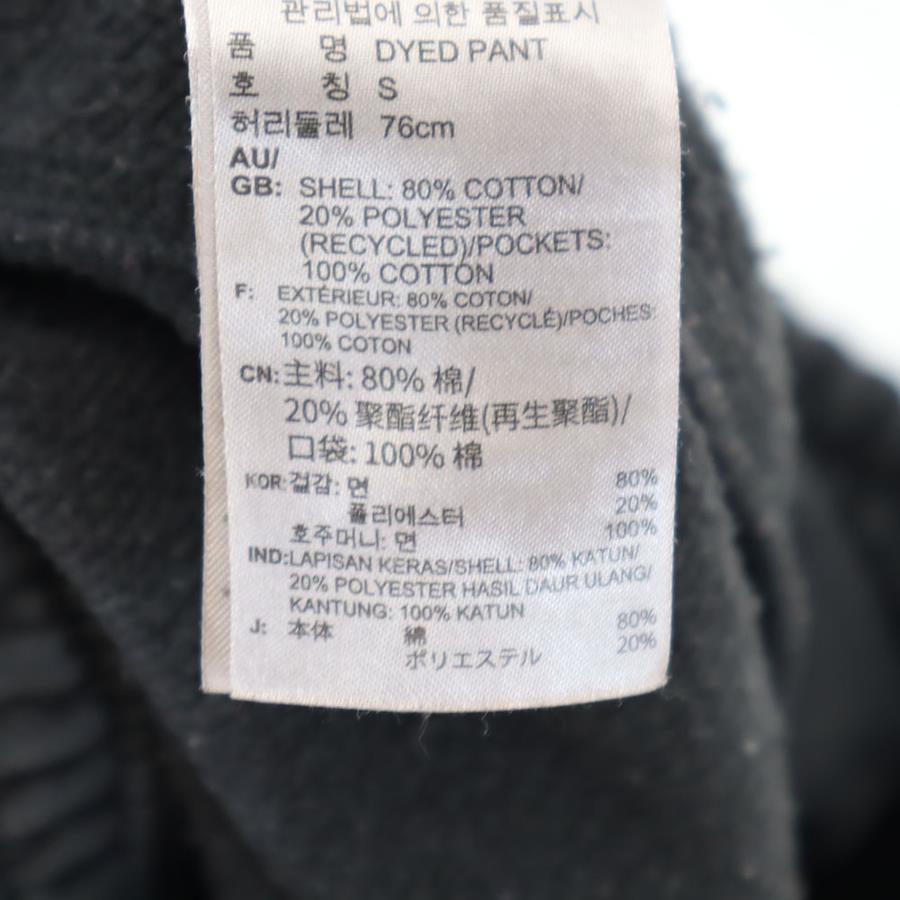 관리법에 의한 품질표시
품 명 DYED PANT
호 칭 S
허리둘레 76cm
AU/
GB: SHELL: 80% COTTON/
20% POLYESTER
(RECYCLED)/POCKETS:
100% COTTON
F: EXTÉRIEUR: 80% COTON/
20% POLYESTER (RECYCLÉ)/POCHES:
100% COTON
CN: 主料: 80% 棉/
20% 聚酯纤维(再生聚酯)/
口袋: 100% 棉
KOR: 겉감: 면 80%
폴리에스터 20%
호주머니: 면 100%
IND: LAPISAN KERAS/SHELL: 80% KATUN/
20% POLYESTER HASIL DAUR ULANG/
KANTUNG: 100% KATUN
J: 本体 綿 80%
ポリエステル 20%